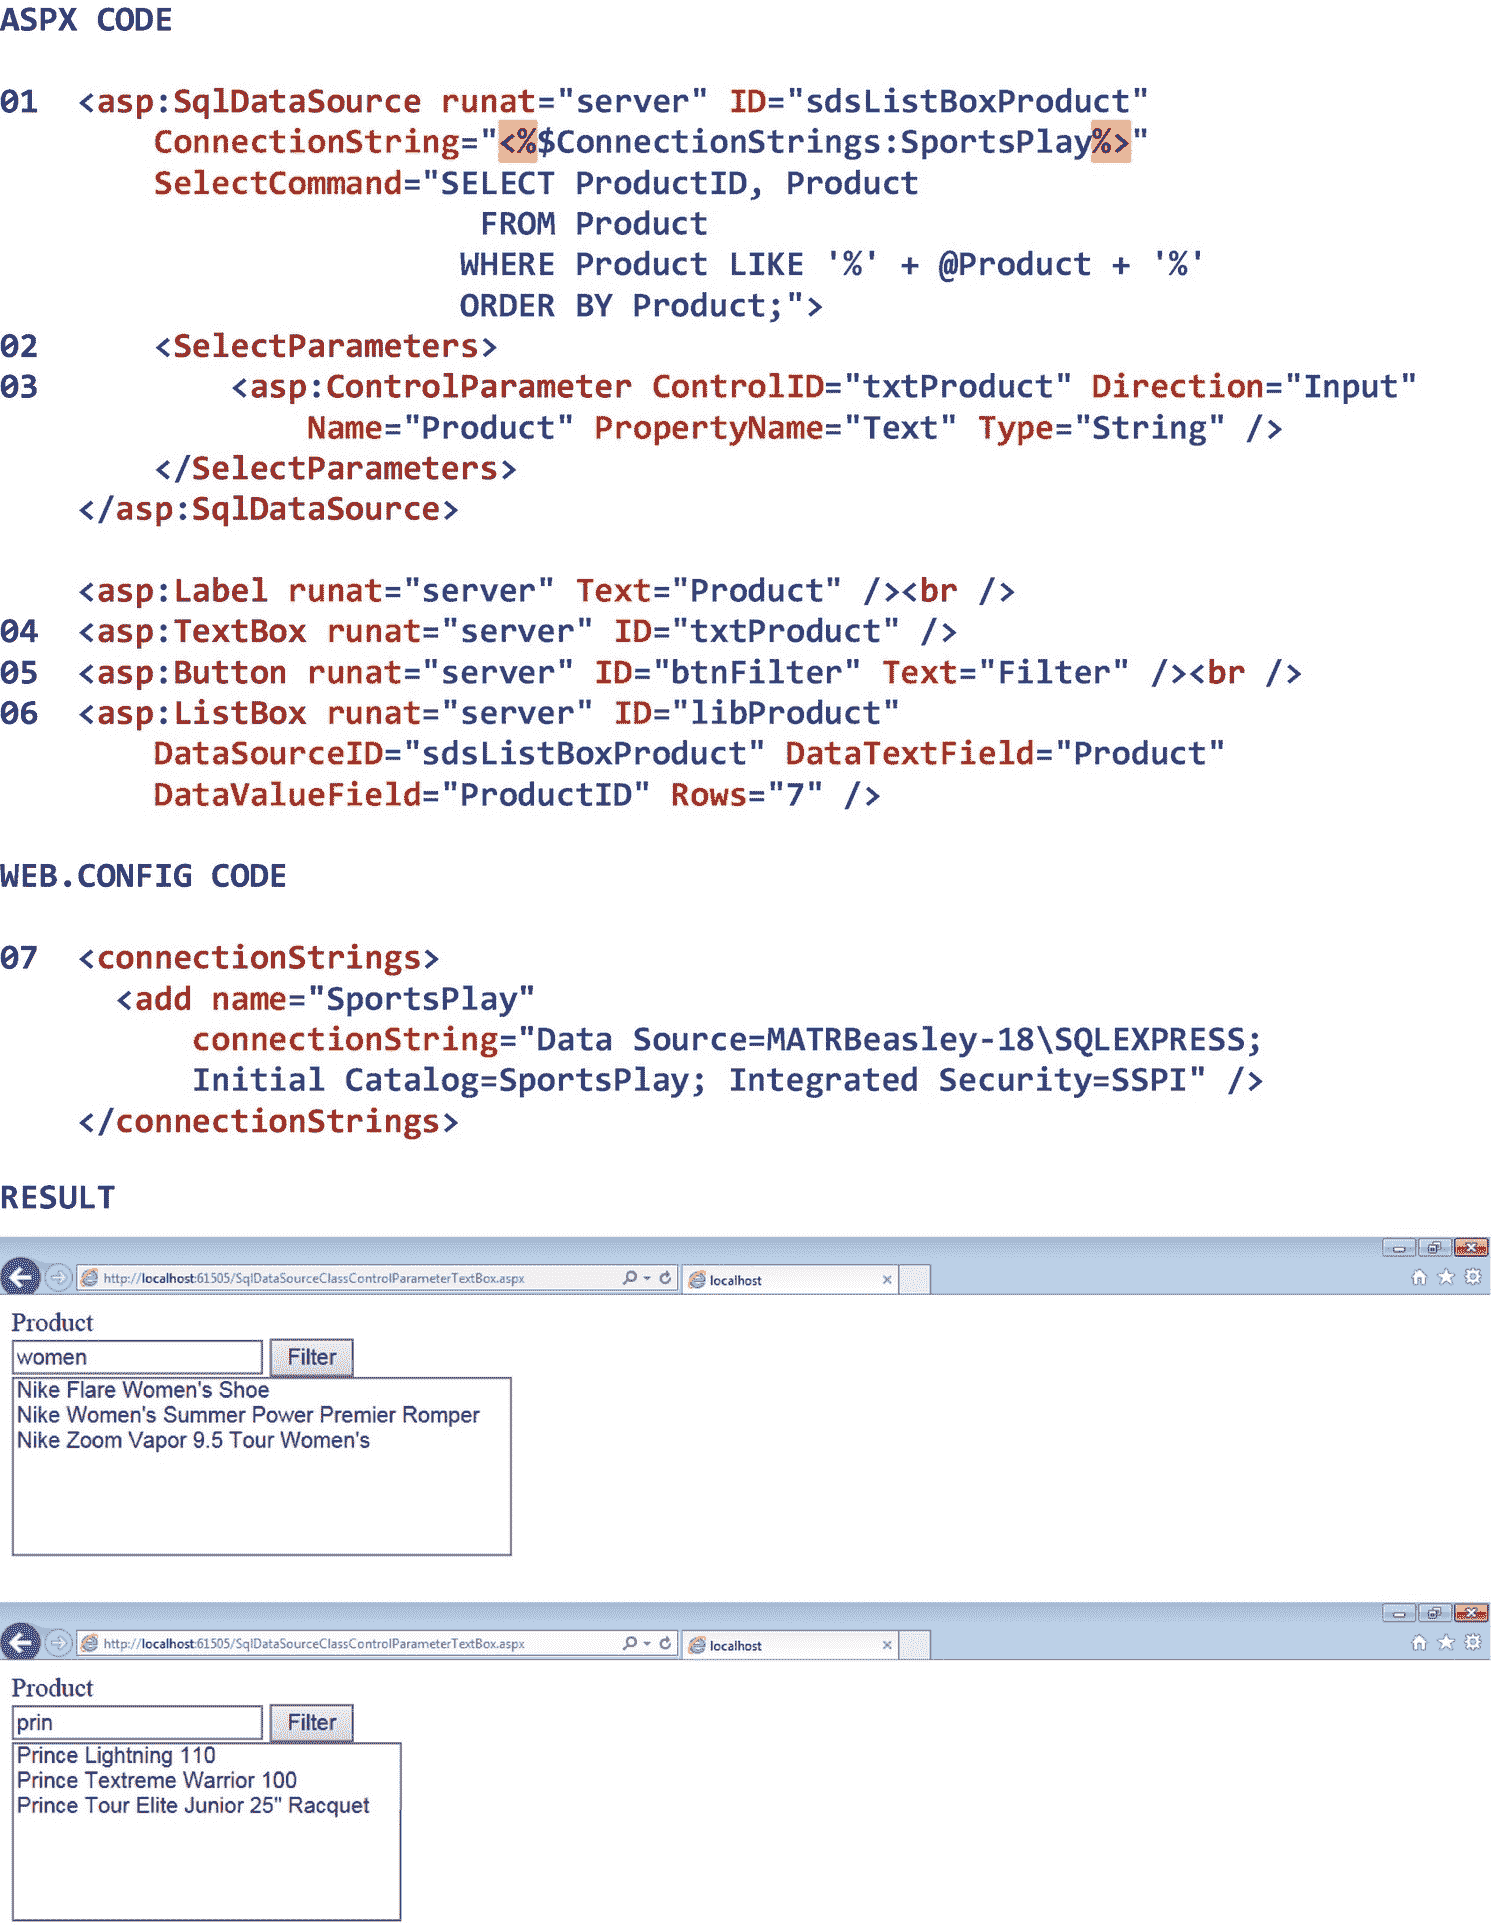 ASPX CODE
01 <asp:SqlDataSource runat="server" ID="sdsListBoxProduct"
ConnectionString="<%$ConnectionStrings:SportsPlay%>"
SelectCommand="SELECT ProductID, Product
FROM Product
WHERE Product LIKE '%' + @Product + '%'
ORDER BY Product;">
02 <SelectParameters>
03 <asp:ControlParameter ControlID="txtProduct" Direction="Input"
Name="Product" PropertyName="Text" Type="String" />
</SelectParameters>
</asp:SqlDataSource>
<asp:Label runat="server" Text="Product" /><br />
04 <asp:TextBox runat="server" ID="txtProduct" />
05 <asp:Button runat="server" ID="btnFilter" Text="Filter" /><br />
06 <asp:ListBox runat="server" ID="libProduct"
DataSourceID="sdsListBoxProduct" DataTextField="Product"
DataValueField="ProductID" Rows="7" />
WEB.CONFIG CODE
07 <connectionStrings>
<add name="SportsPlay"
connectionString="Data Source=MATRBeasley-18\SQLEXPRESS;
Initial Catalog=SportsPlay; Integrated Security=SSPI" />
</connectionStrings>
RESULT
http://localhost:61505/SqlDataSourceClassControlParameterTextBox.aspx localhost
Product
women Filter
Nike Flare Women's Shoe
Nike Women's Summer Power Premier Romper
Nike Zoom Vapor 9.5 Tour Women's
http://localhost:61505/SqlDataSourceClassControlParameterTextBox.aspx localhost
Product
prin Filter
Prince Lightning 110
Prince Textreme Warrior 100
Prince Tour Elite Junior 25" Racquet